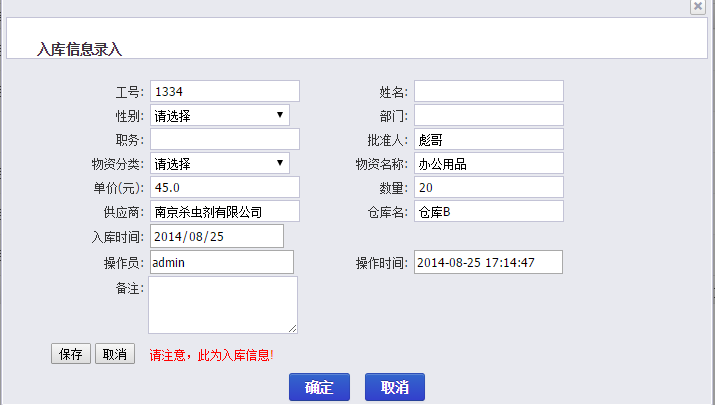 入库信息录入
工号: 1334 姓名:
性别: 请选择 部门:
职务: 批准人: 彪哥
物资分类: 请选择 物资名称: 办公用品
单价(元): 45.0 数量: 20
供应商: 南京杀虫剂有限公司 仓库名: 仓库B
入库时间: 2014/08/25
操作员: admin 操作时间: 2014-08-25 17:14:47
备注:
保存 取消 请注意，此为入库信息!
确定 取消